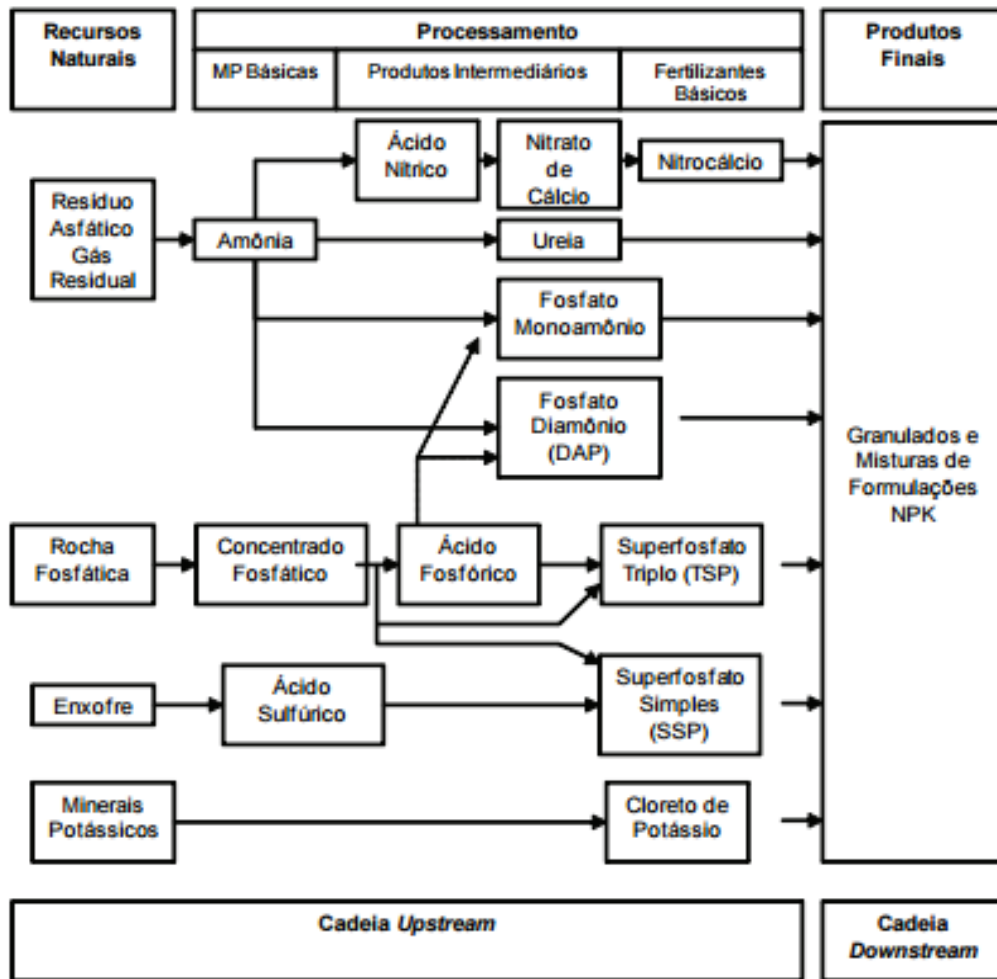 Recursos
Naturais
Processamento
Produtos
Finais
MP Básicas
Produtos Intermediários
Fertilizantes
Básicos
Ácido
Nítrico
Nitrato
de
Cálcio
Nitrocálcio
Resíduo
Asfático
Gás
Residual
Amônia
Ureia
Fosfato
Monoamônio
Fosfato
Diamônio
(DAP)
Granulados e
Misturas de
Formulações
NPK
Rocha
Fosfática
Concentrado
Fosfático
Ácido
Fosfórico
Superfosfato
Triplo (TSP)
Enxofre
Ácido
Sulfúrico
Superfosfato
Simples
(SSP)
Minerais
Potássicos
Cloreto de
Potássio
Cadeia Upstream
Cadeia
Downstream